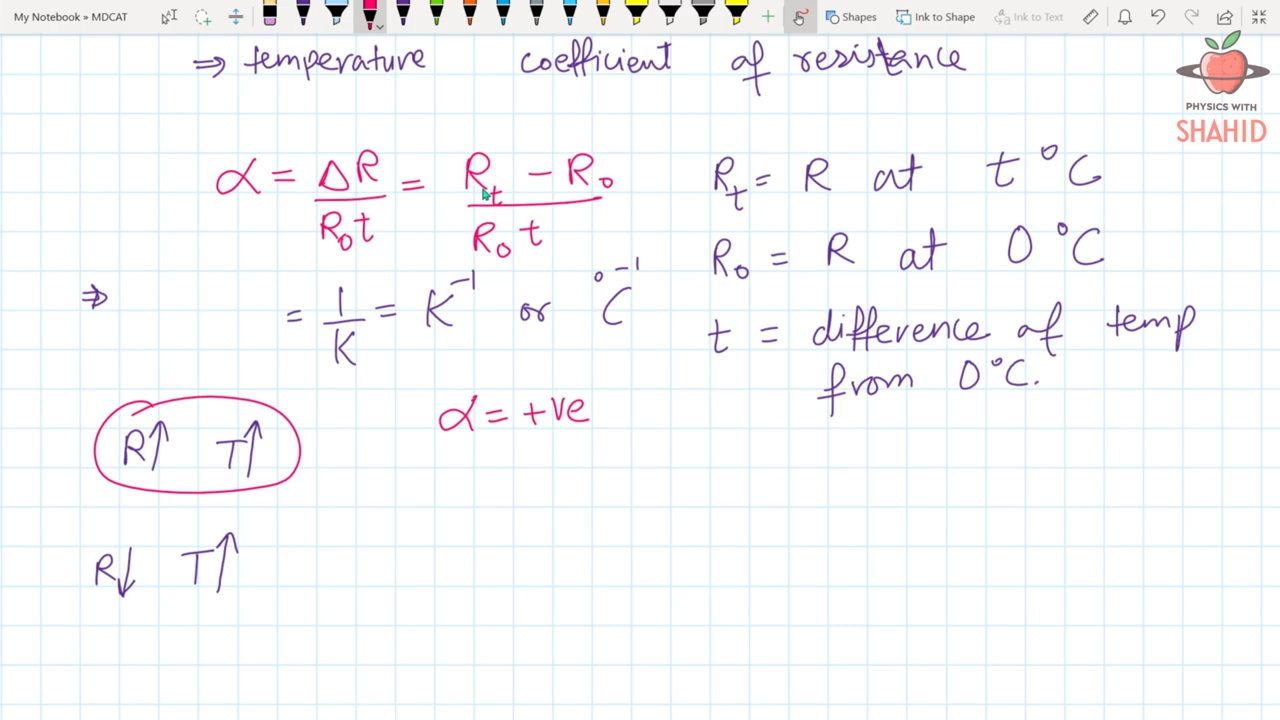 My Notebook » MDCAT
Shapes
Ink to Shape
Ink to Text
⇒ temperature coefficient of resistance
PHYSICS WITH
SHAHID
α = ΔR / R₀t = Rₜ − R₀ / R₀t
Rₜ = R at t °C
R₀ = R at 0 °C
⇒ = 1/K = K⁻¹ or °C⁻¹
t = difference of temp
from 0°C.
α = +ve
R↑ T↑
R↓ T↑